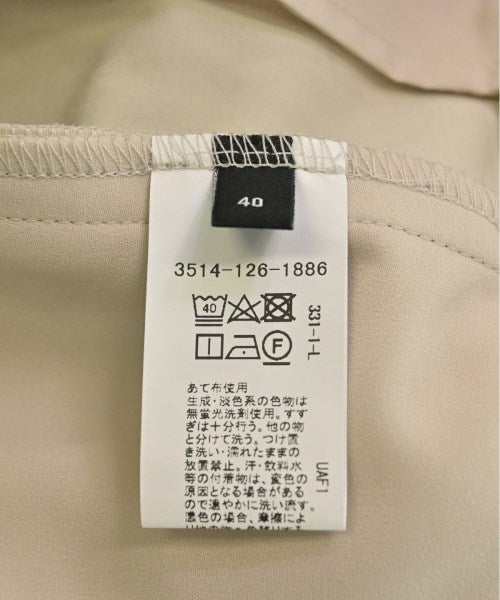 40
3514-126-1886
40
F
331-1-L
あて布使用
生成・淡色系の色物は
無蛍光洗剤使用。すす
ぎは十分行う。他の物
と分けて洗う。つけ置
き洗い・濡れたままの
放置禁止。汗・飲料水
等の付着物は、変色の
原因となる場合がある
ので速やかに洗い流す。
濃色の場合、摩擦によ
UAF1